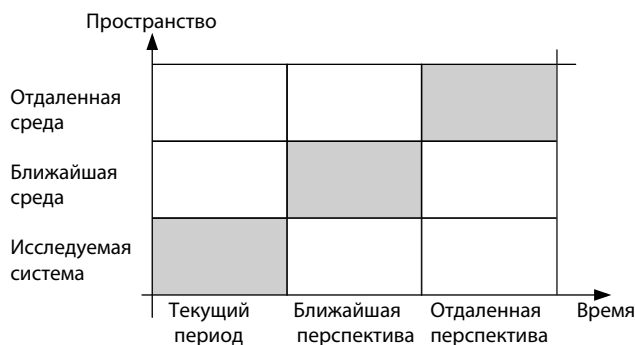 Пространство
Отдаленная
среда
Ближайшая
среда
Исследуемая
система
Текущий
период
Ближайшая
перспектива
Отдаленная
перспектива
Время